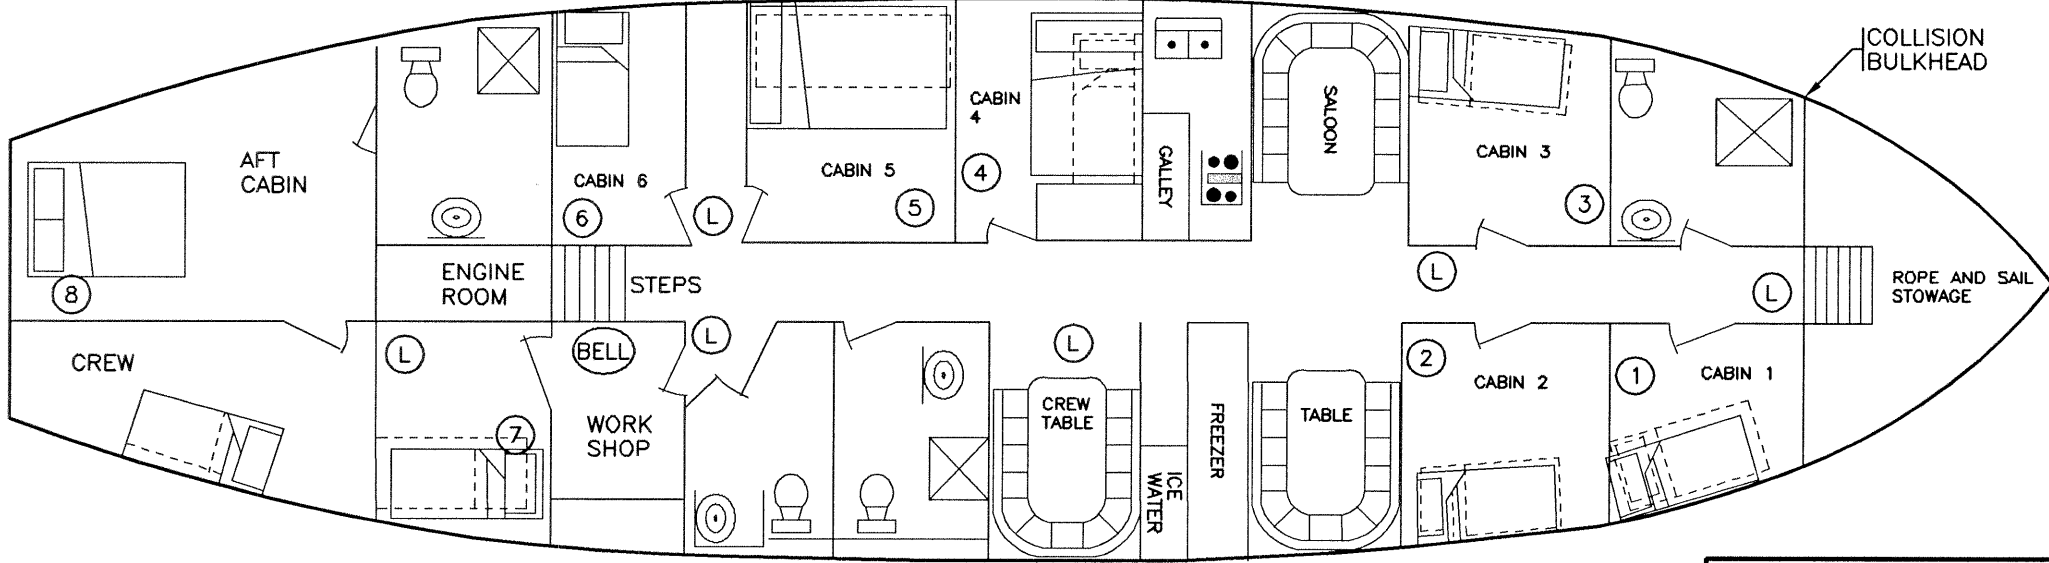 COLLISION
BULKHEAD
AFT
CABIN
CABIN 6
CABIN 5
CABIN
4
GALLEY
SALOON
CABIN 3
8
6
L
5
4
3
ENGINE
ROOM
STEPS
L
L
ROPE AND SAIL
STOWAGE
CREW
L
BELL
L
L
2
CABIN 2
1
CABIN 1
7
WORK
SHOP
CREW
TABLE
ICE
WATER
FREEZER
TABLE